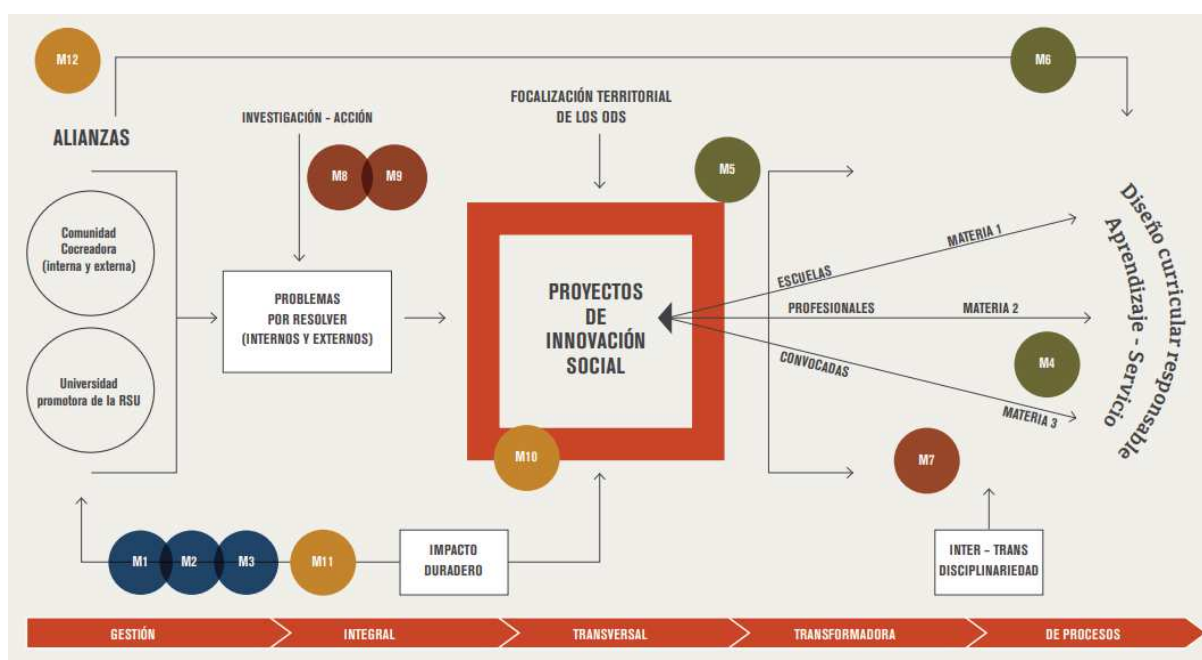 M12
M6
ALIANZAS
INVESTIGACIÓN - ACCIÓN
FOCALIZACIÓN TERRITORIAL
DE LOS ODS
M8
M9
M5
Comunidad
Cocreadora
(interna y externa)
Universidad
promotora de la RSU
PROBLEMAS
POR RESOLVER
(INTERNOS Y EXTERNOS)
PROYECTOS
DE
INNOVACIÓN
SOCIAL
M10
ESCUELAS
MATERIA 1
PROFESIONALES
MATERIA 2
CONVOCADAS
MATERIA 3
M4
M7
Diseño curricular responsable
Aprendizaje - Servicio
M1
M2
M3
M11
IMPACTO
DURADERO
INTER - TRANS
DISCIPLINARIEDAD
GESTIÓN
INTEGRAL
TRANSVERSAL
TRANSFORMADORA
DE PROCESOS